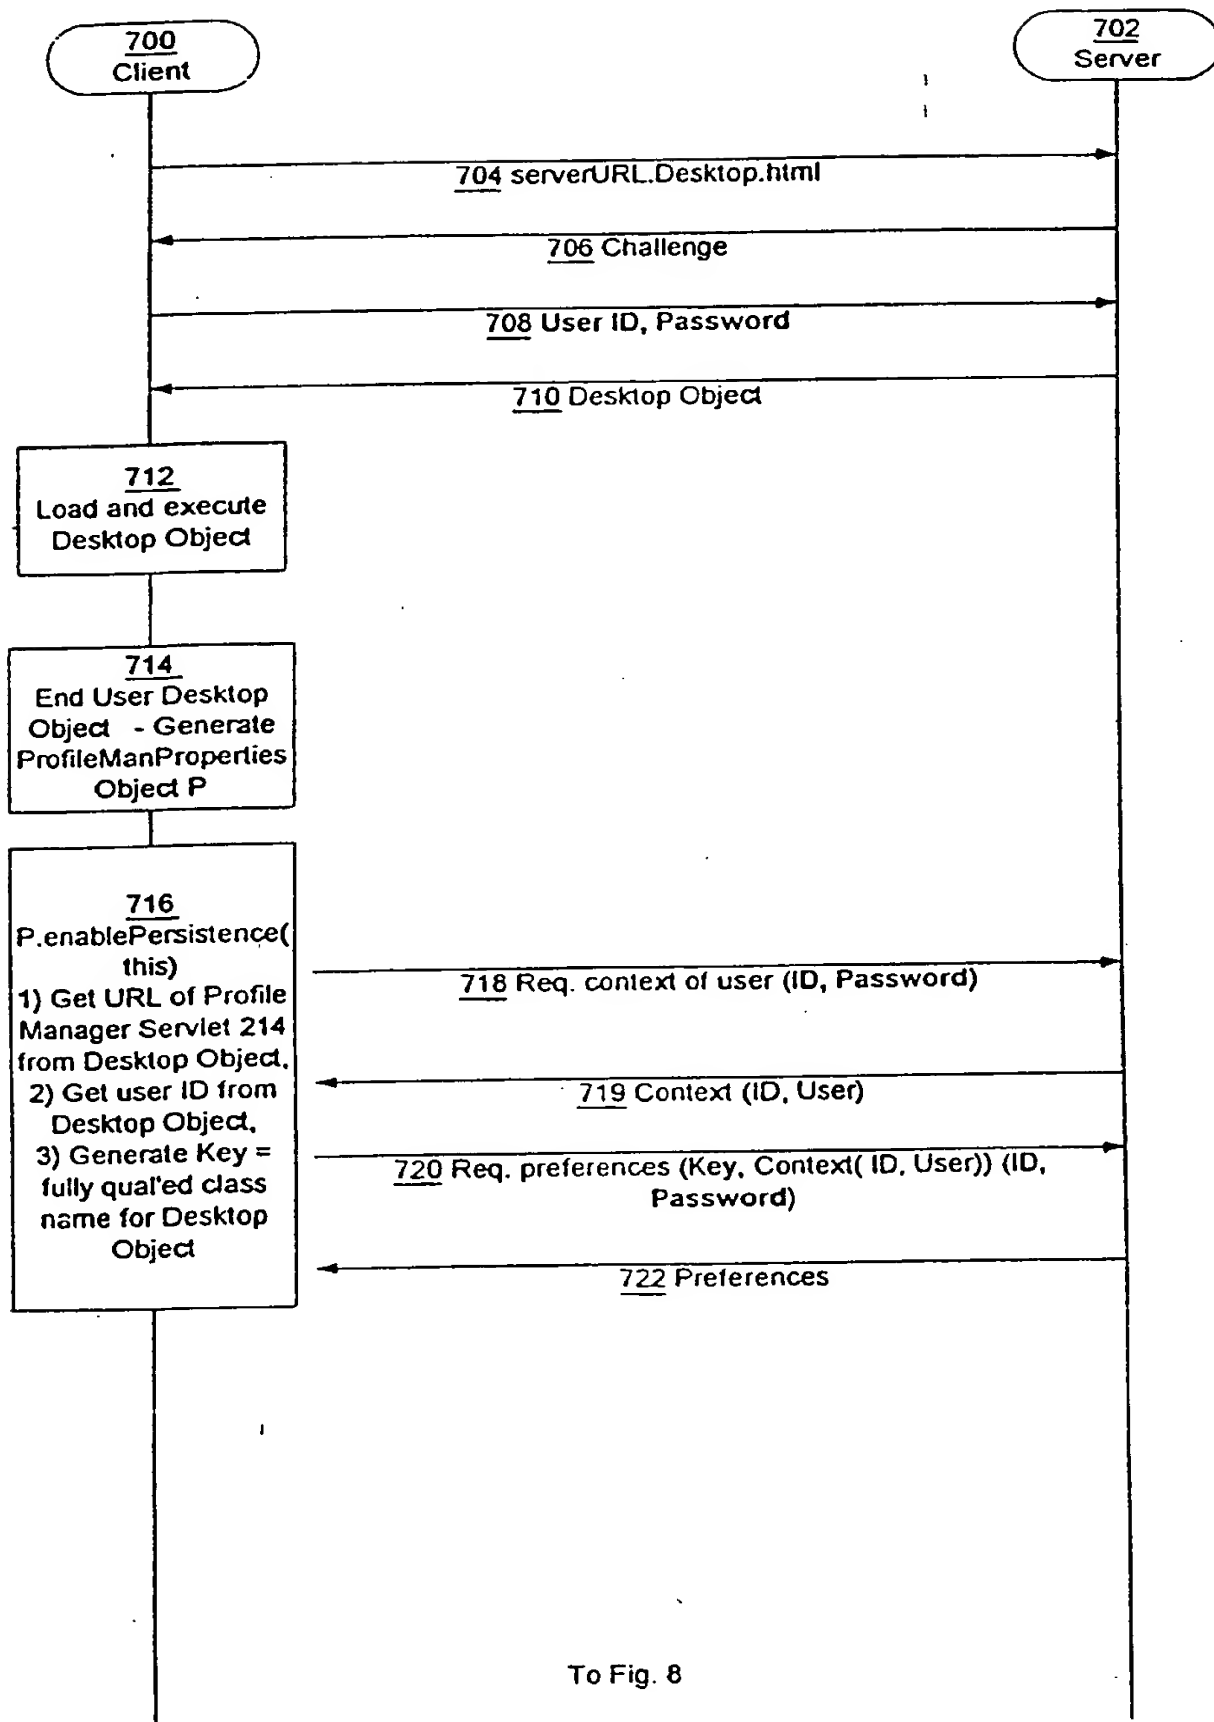 700
Client
702
Server
704 serverURL.Desktop.html
706 Challenge
708 User ID, Password
710 Desktop Object
712
Load and execute
Desktop Object
714
End User Desktop
Object - Generate
ProfileManProperties
Object P
716
P.enablePersistence(
this)
1) Get URL of Profile
Manager Servlet 214
from Desktop Object,
2) Get user ID from
Desktop Object,
3) Generate Key =
fully qual'ed class
name for Desktop
Object
718 Req. context of user (ID, Password)
719 Context (ID, User)
720 Req. preferences (Key, Context( ID, User)) (ID,
Password)
722 Preferences
To Fig. 8